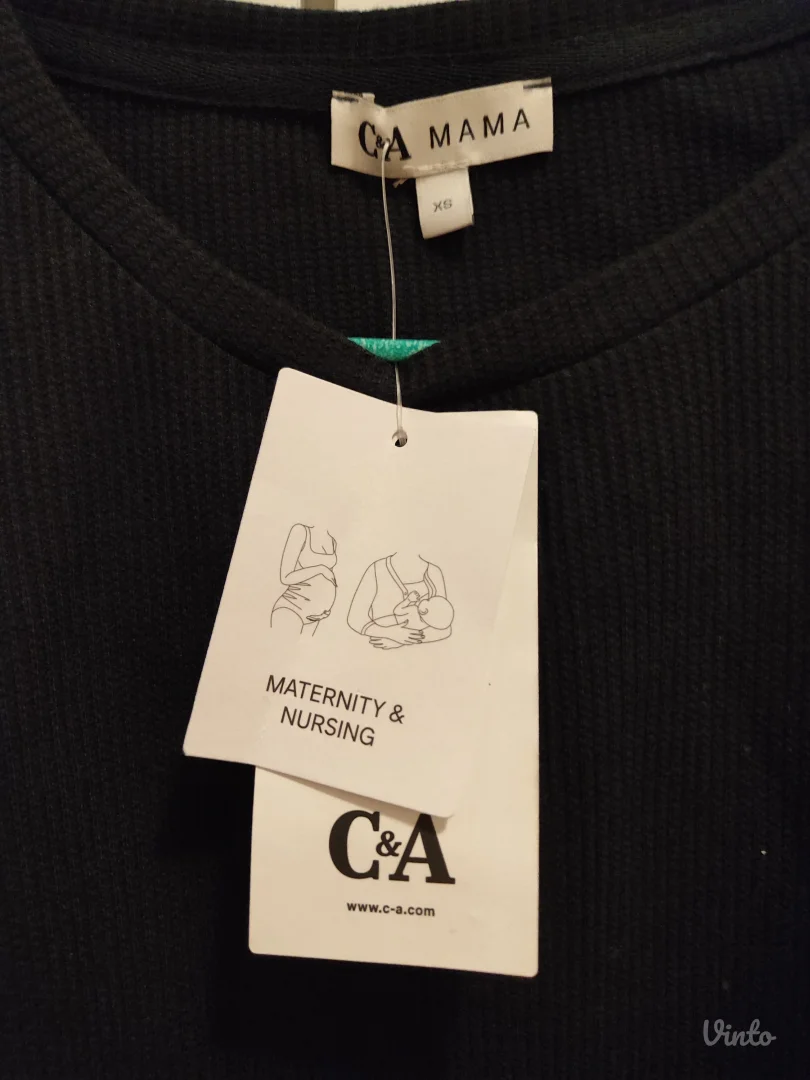 C&A MAMA
XS
MATERNITY &
NURSING
C&A
www.c-a.com
Vinto